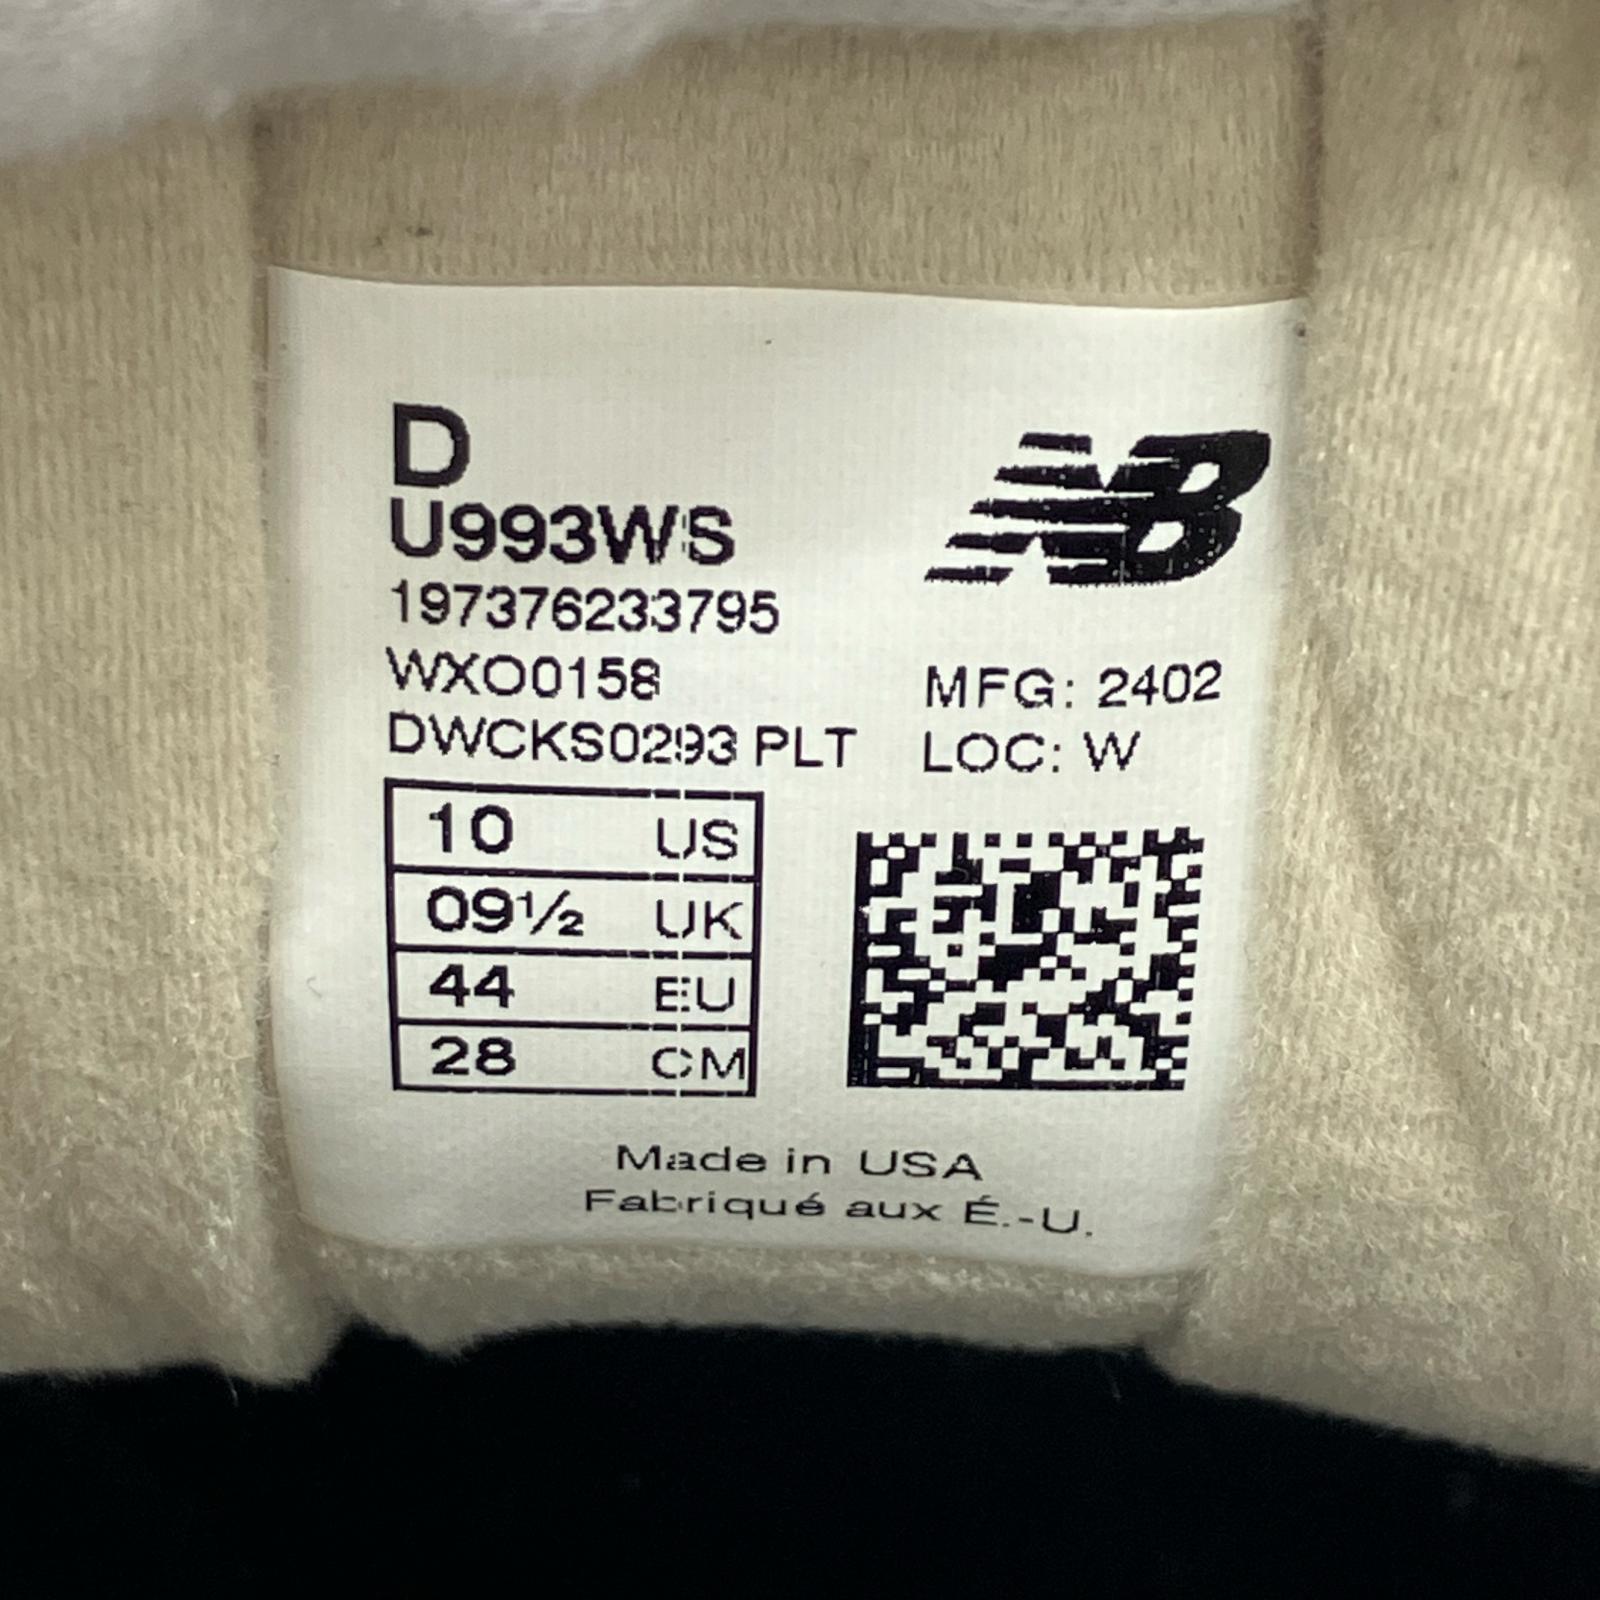 D
U993WS
197376233795
WXO0158
DWCKS0293 PLT
NB
MFG: 2402
LOC: W
10 US
09½ UK
44 EU
28 CM
Made in USA
Fabriqué aux É.-U.